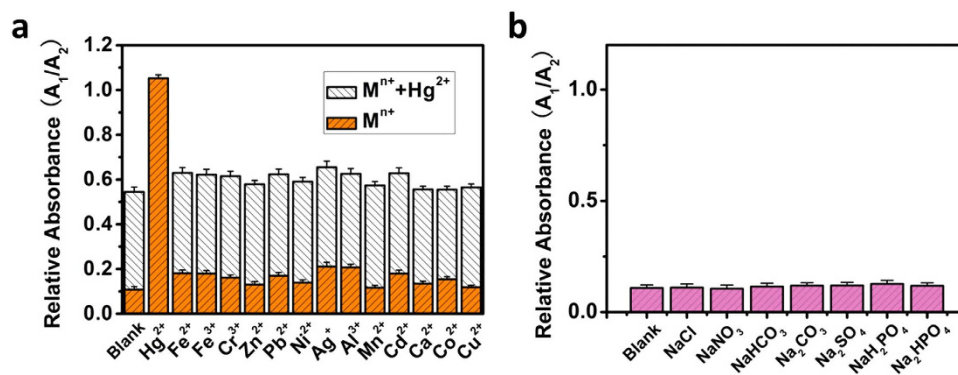 a
Relative Absorbance (A₁/A₂)
1.2
1.0
0.8
0.6
0.4
0.2
0.0
Mⁿ⁺+Hg²⁺
Mⁿ⁺
Blank
Hg²⁺
Fe²⁺
Fe³⁺
Cr³⁺
Zn²⁺
Pb²⁺
Ni²⁺
Ag⁺
Al³⁺
Mn²⁺
Cd²⁺
Ca²⁺
Co²⁺
Cu²⁺
b
Relative Absorbance (A₁/A₂)
1.0
0.5
0.0
Blank
NaCl
NaNO₃
NaHCO₃
Na₂CO₃
Na₂SO₄
NaH₂PO₄
Na₂HPO₄